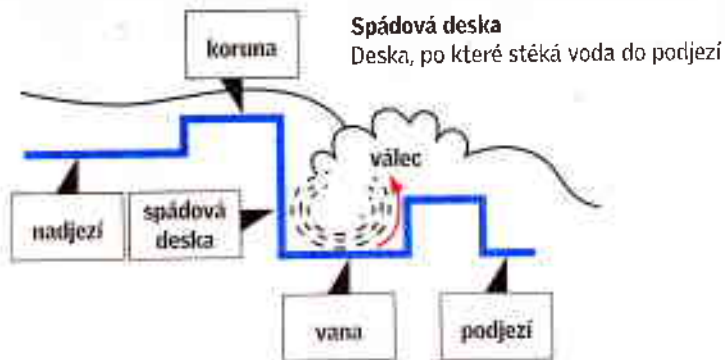 Spádová deska
Deska, po které stéká voda do podjezí
koruna
válec
nadjezí
spádová
deska
vana
podjezí